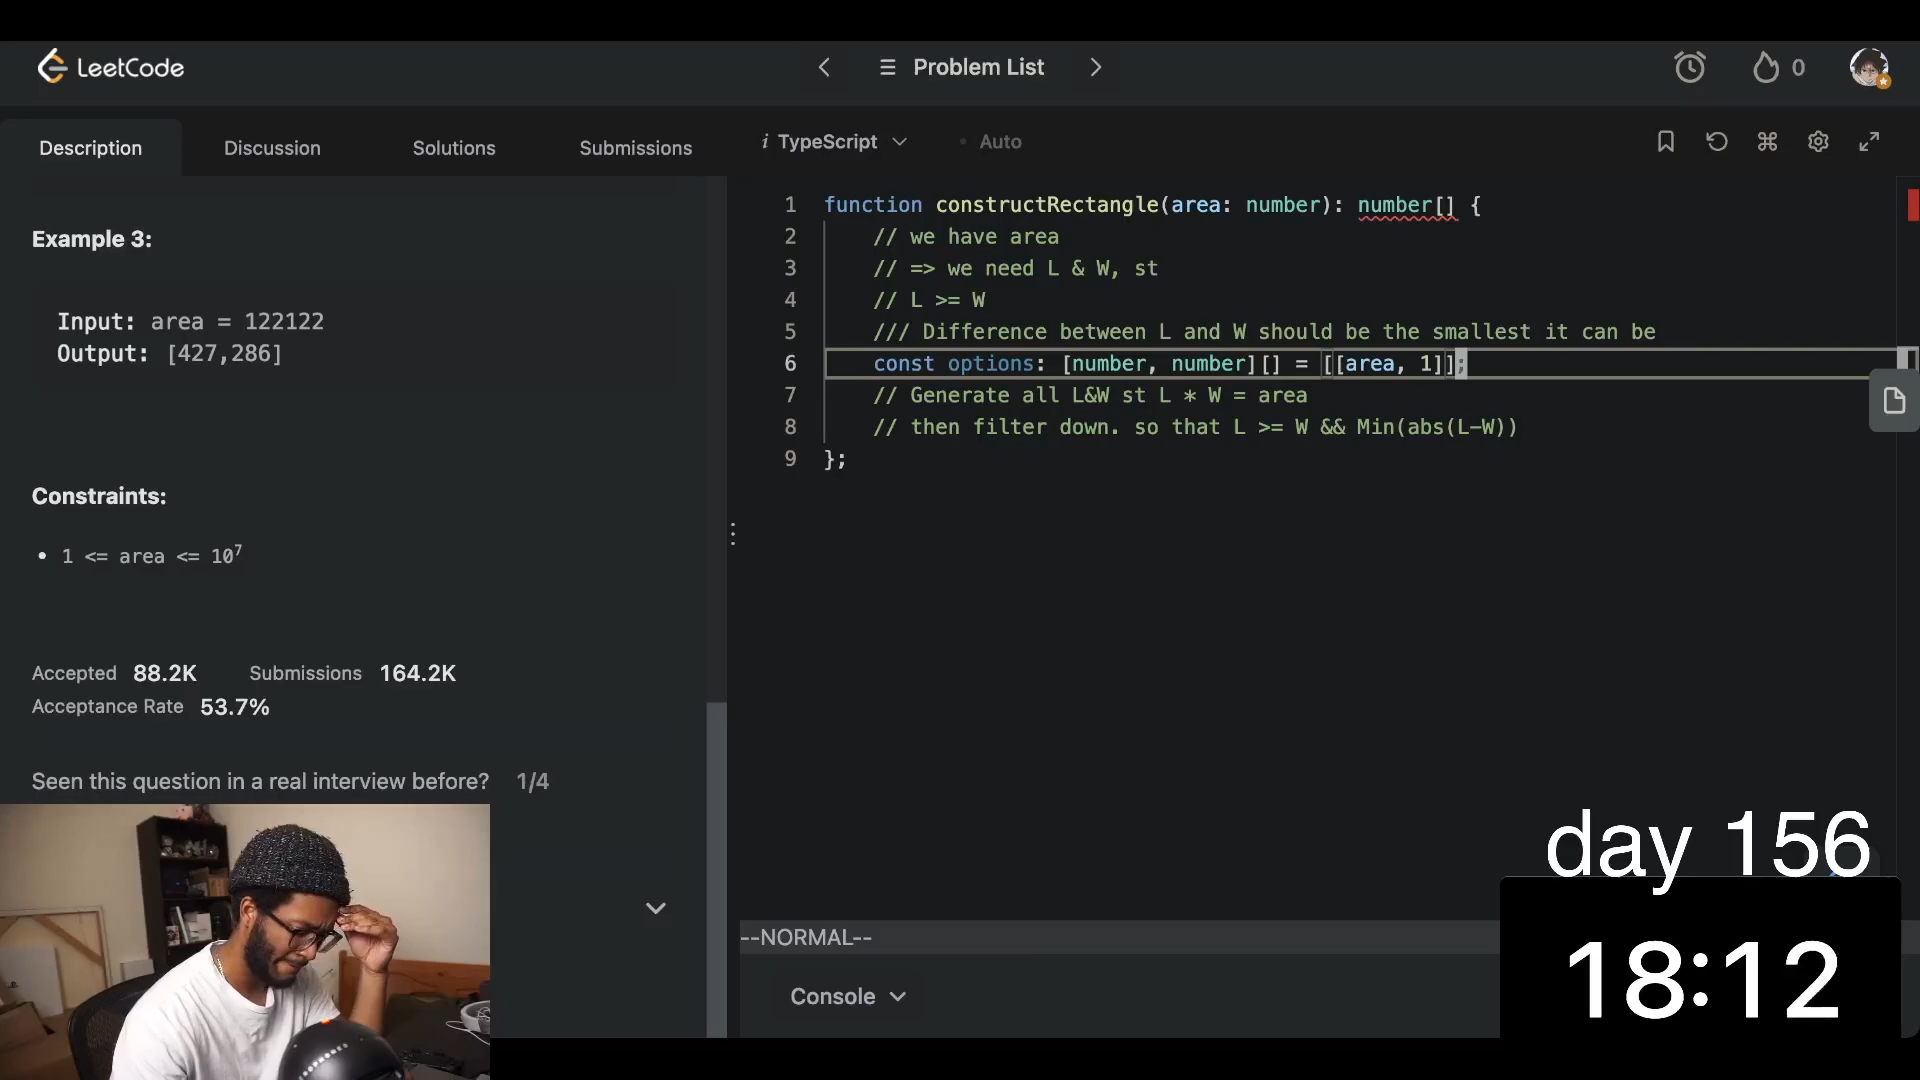 LeetCode
Problem List
0
Description
Discussion
Solutions
Submissions
Example 3:
Input: area = 122122
Output: [427,286]
Constraints:
• 1 <= area <= 10⁷
Accepted 88.2K Submissions 164.2K
Acceptance Rate 53.7%
Seen this question in a real interview before? 1/4
i TypeScript
• Auto
1 function constructRectangle(area: number): number[] {
2 // we have area
3 // => we need L & W, st
4 // L >= W
5 /// Difference between L and W should be the smallest it can be
6 const options: [number, number][] = [[area, 1]];
7 // Generate all L&W st L * W = area
8 // then filter down. so that L >= W && Min(abs(L-W))
9 };
--NORMAL--
Console
day 156
18:12